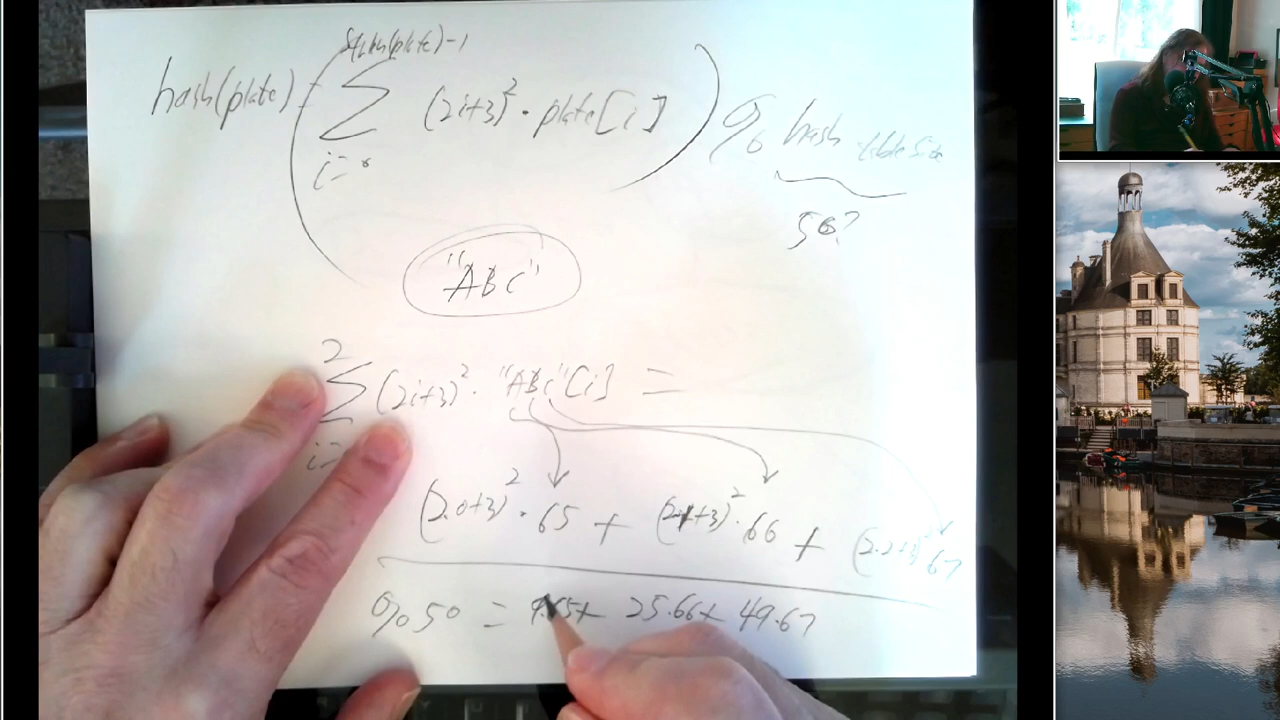 strlen(plate)-1
hash(plate) = ( Σ (2i+3)² · plate[i] ) % hash table size
i=0
50?
"ABC"
2
Σ (2i+3)² · "ABC"[i] =
i=
(2·0+3)² · 65 + (2·1+3)² · 66 + (2·2+3)² 67
% 50 = 9·65+ 25·66+ 49·67